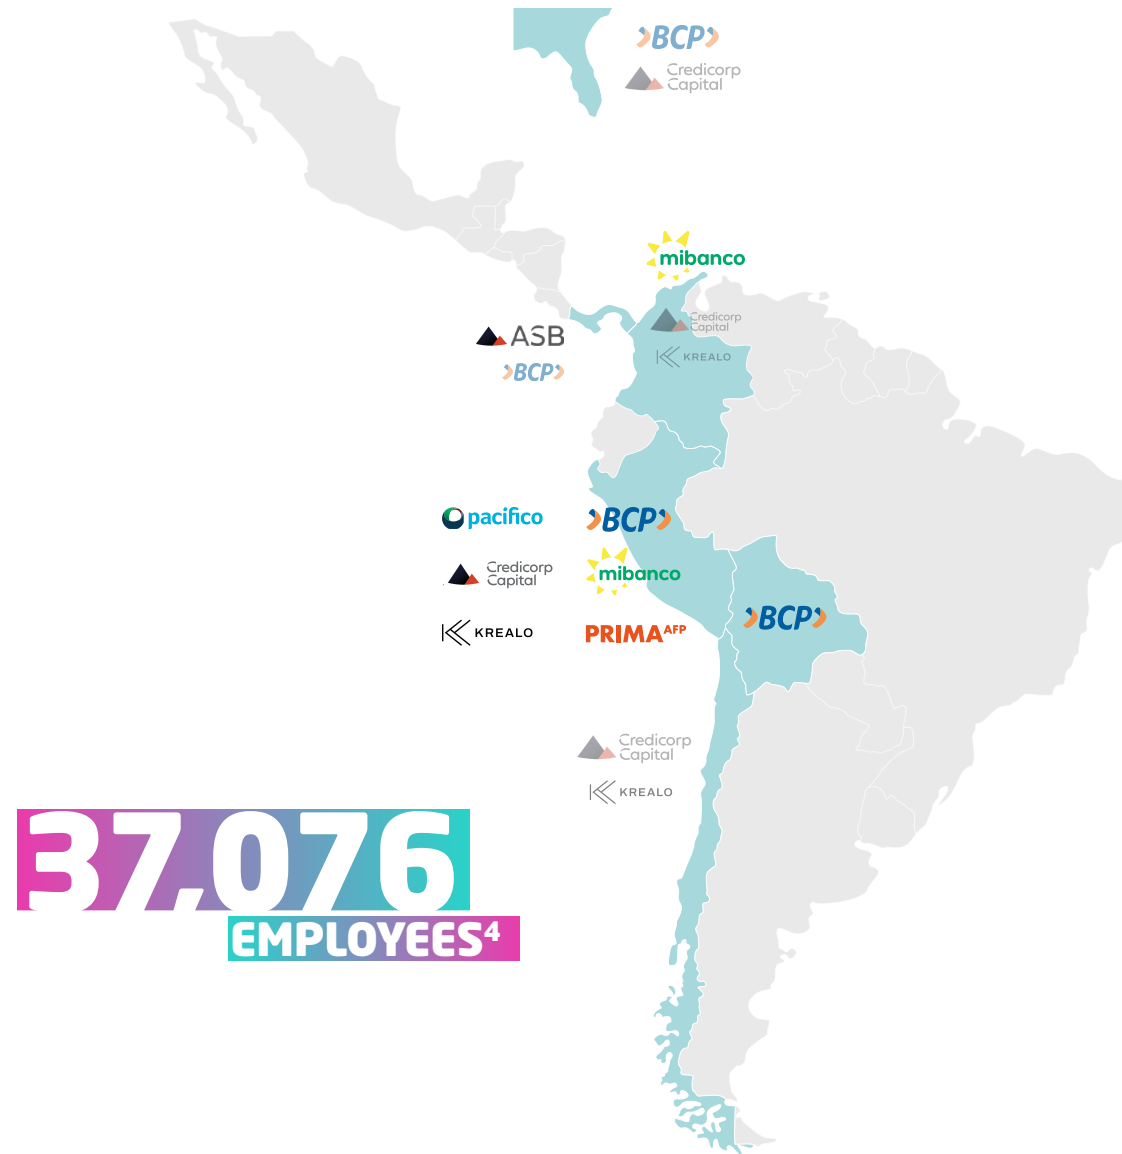 BCP
Credicorp
Capital
mibanco
Credicorp
Capital
KREALO
ASB
BCP
pacifico
BCP
Credicorp
Capital
mibanco
KREALO
PRIMA AFP
BCP
Credicorp
Capital
KREALO
37,076
EMPLOYEES⁴